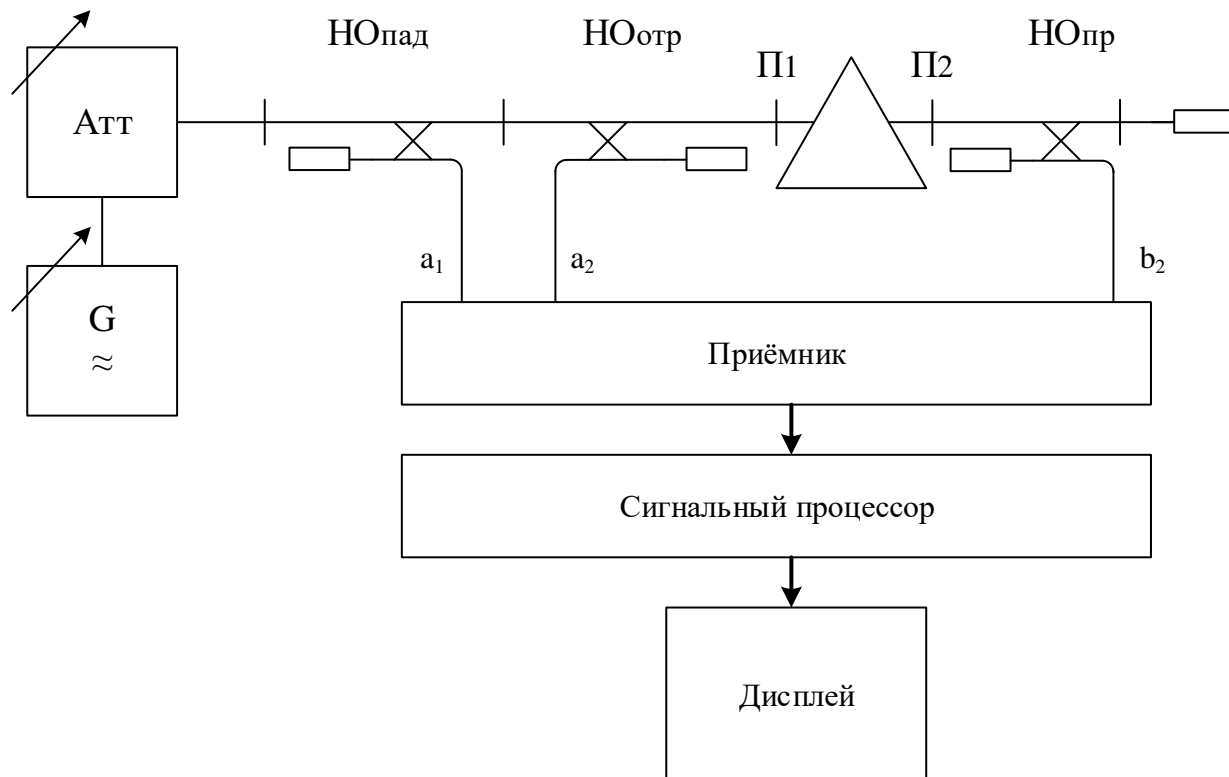 НОпад
НОотр
НОпр
П1
П2
Атт
a1
a2
b2
G
≈
Приёмник
Сигнальный процессор
Дисплей